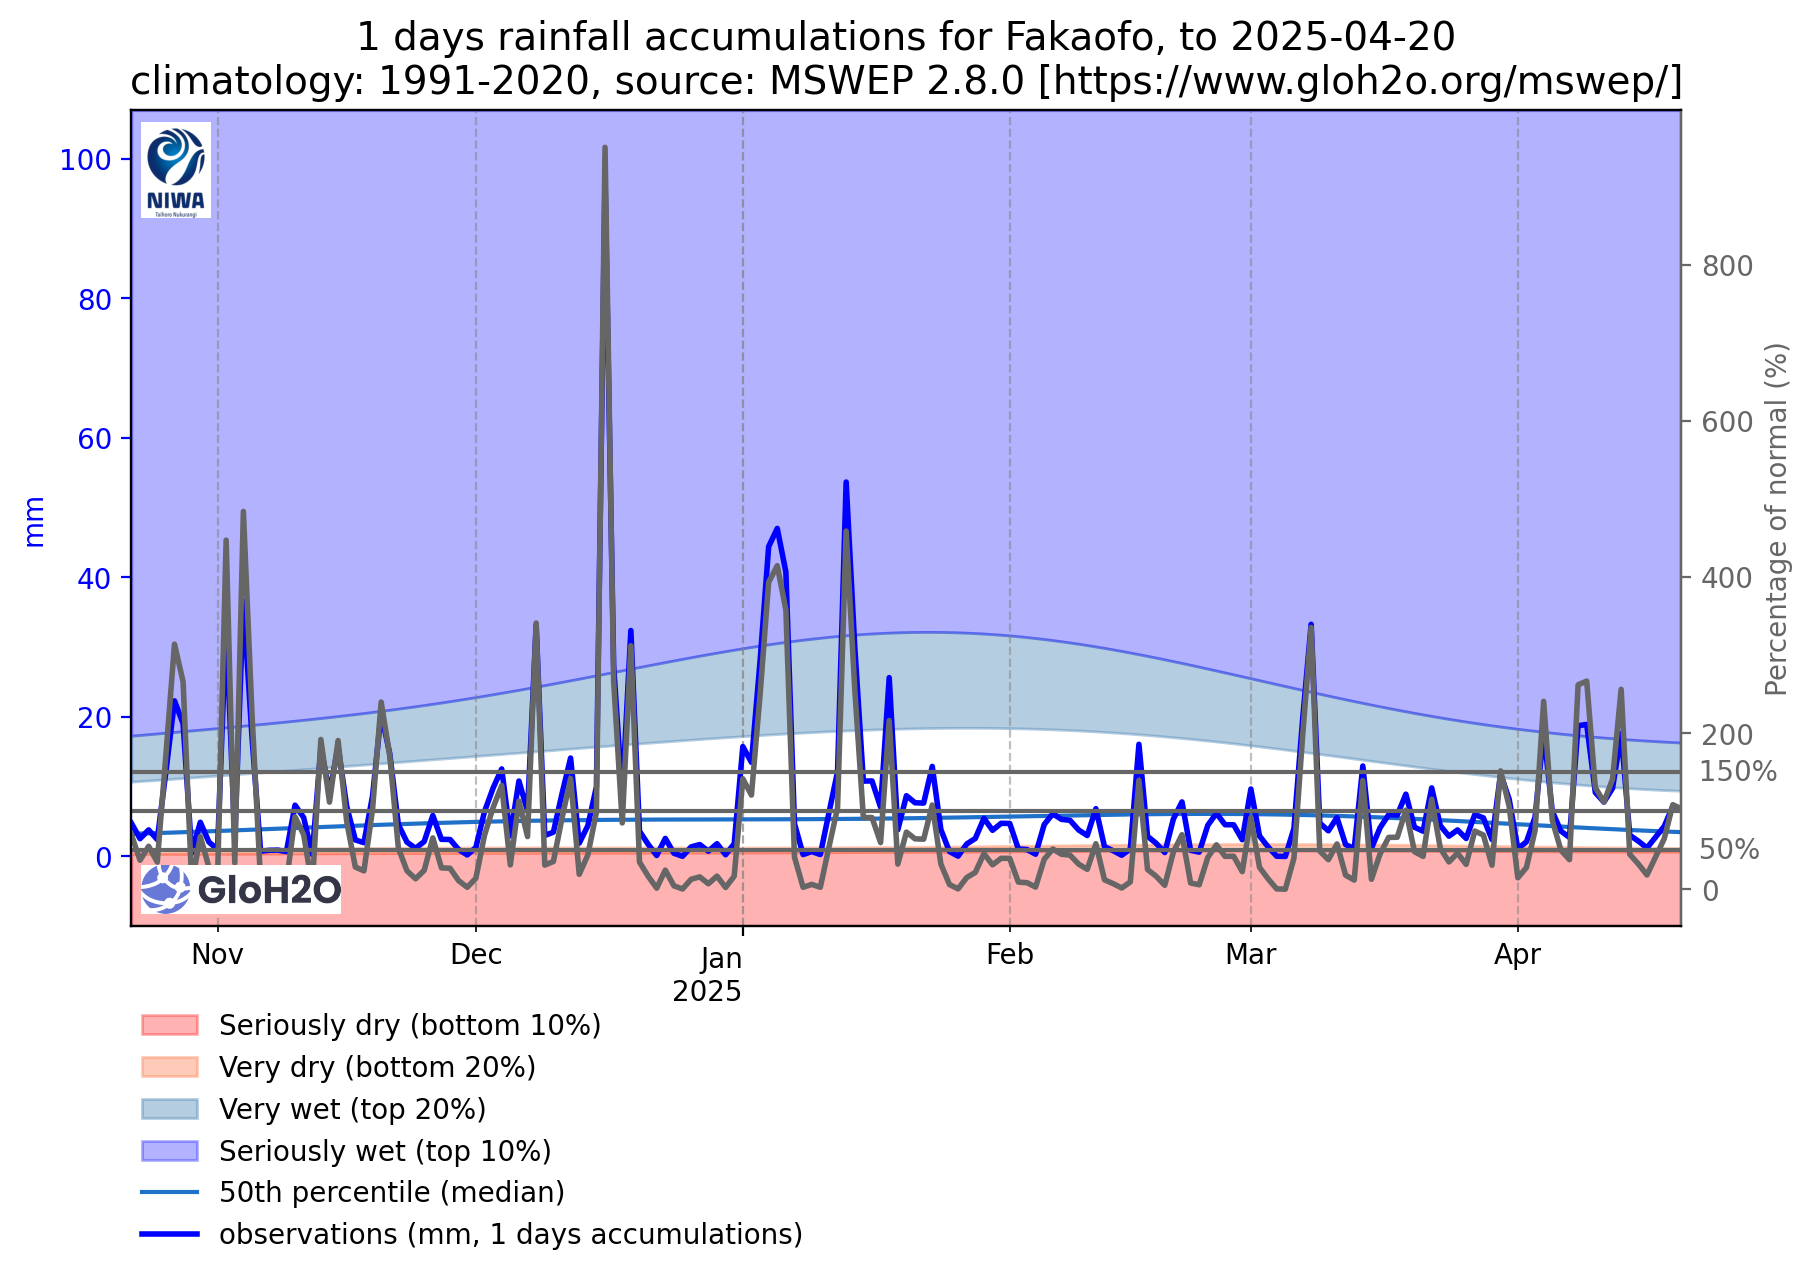 1 days rainfall accumulations for Fakaofo, to 2025-04-20
climatology: 1991-2020, source: MSWEP 2.8.0 [https://www.gloh2o.org/mswep/]
NIWA
Taihoro Nukurangi
100
80
60
40
20
0
mm
800
600
400
200
150%
50%
0
Percentage of normal (%)
GloH2O
Nov
Dec
Jan
2025
Feb
Mar
Apr
Seriously dry (bottom 10%)
Very dry (bottom 20%)
Very wet (top 20%)
Seriously wet (top 10%)
50th percentile (median)
observations (mm, 1 days accumulations)